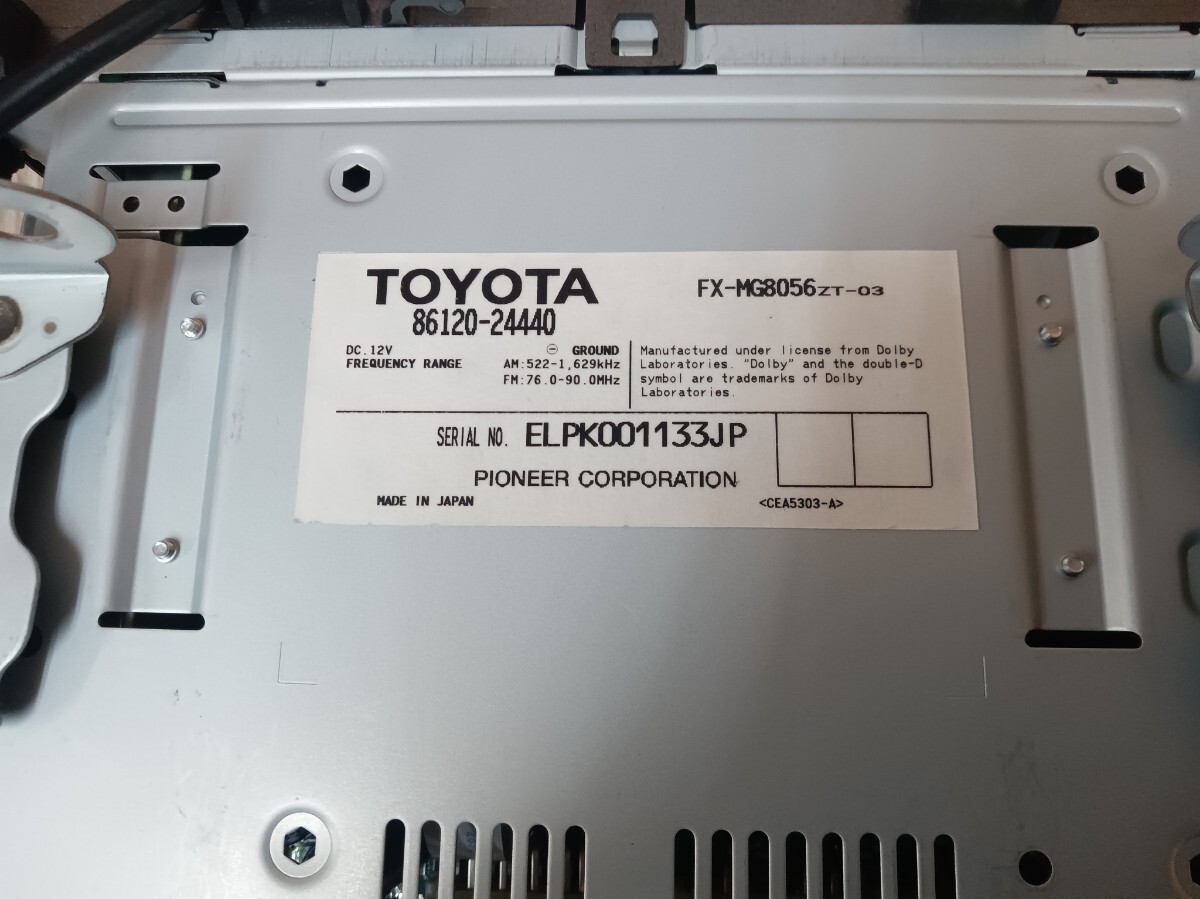 TOYOTA
FX-MG8056ZT-03
86120-24440
DC.12V ⊖ GROUND
FREQUENCY RANGE AM:522-1,629kHz
FM:76.0-90.0MHz
Manufactured under license from Dolby
Laboratories. "Dolby" and the double-D
symbol are trademarks of Dolby
Laboratories.
SERIAL NO. ELPK001133JP
PIONEER CORPORATION
MADE IN JAPAN
<CEA5303-A>